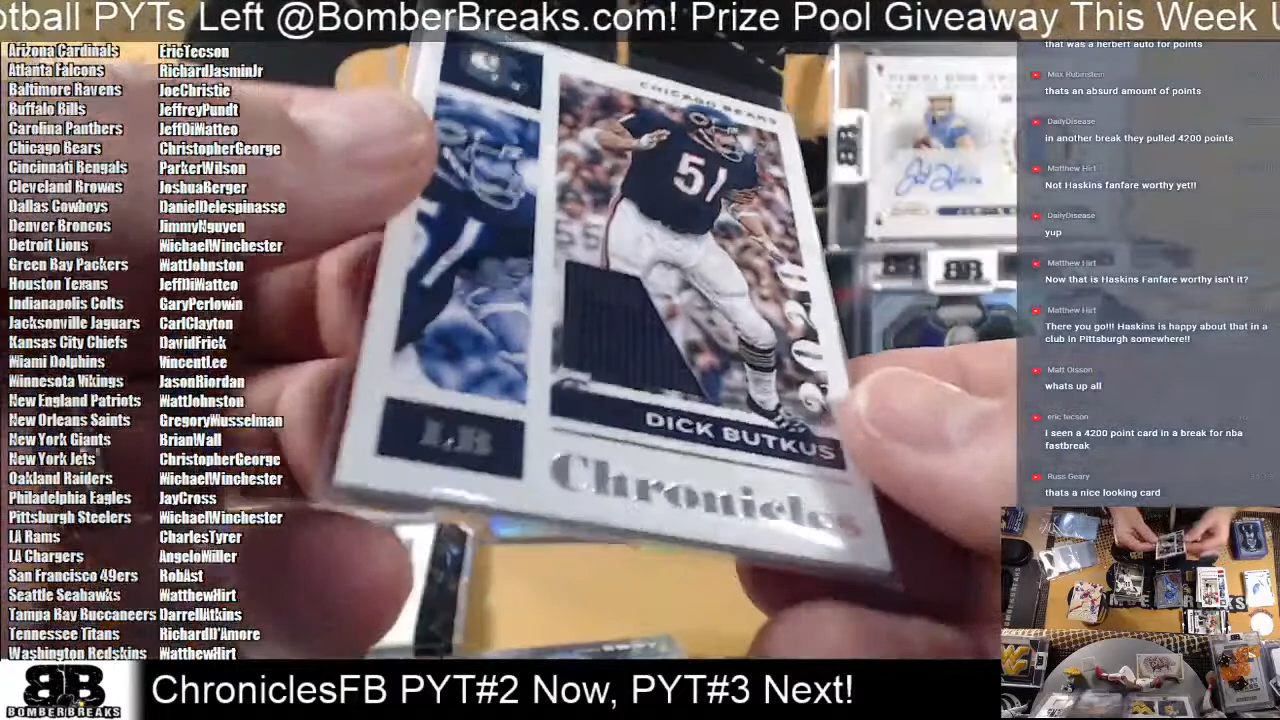 otball PYTs Left @BomberBreaks.com! Prize Pool Giveaway This Week U
Arizona Cardinals EricTecson
Atlanta Falcons RichardJasminJr
Baltimore Ravens JoeChristie
Buffalo Bills JeffreyPundt
Carolina Panthers JeffDiMatteo
Chicago Bears ChristopherGeorge
Cincinnati Bengals ParkerWilson
Cleveland Browns JoshuaBerger
Dallas Cowboys DanielDelespinasse
Denver Broncos JimmyNguyen
Detroit Lions MichaelWinchester
Green Bay Packers WattJohnston
Houston Texans JeffDiMatteo
Indianapolis Colts GaryPerlowin
Jacksonville Jaguars CarlClayton
Kansas City Chiefs DavidFrick
Miami Dolphins VincentLee
Minnesota Vikings JasonRiordan
New England Patriots WattJohnston
New Orleans Saints GregoryMusselman
New York Giants BrianWall
New York Jets ChristopherGeorge
Oakland Raiders MichaelWinchester
Philadelphia Eagles JayCross
Pittsburgh Steelers MichaelWinchester
LA Rams CharlesTyrer
LA Chargers AngeloMiller
San Francisco 49ers RobAst
Seattle Seahawks MatthewHirt
Tampa Bay Buccaneers DarrellAtkins
Tennessee Titans RichardD'Amore
Washington Redskins MatthewHirt
CHICAGO BEARS
51
LB
DICK BUTKUS
Chronicles
that was a herbert auto for points
Max Rubinstein
thats an absurd amount of points
DailyDisease
in another break they pulled 4200 points
Matthew Hirt
Not Haskins fanfare worthy yet!!
DailyDisease
yup
Matthew Hirt
Now that is Haskins Fanfare worthy isn't it?
Matthew Hirt
There you go!!! Haskins is happy about that in a
club in Pittsburgh somewhere!!
Matt Olsson
whats up all
eric tecson
i seen a 4200 point card in a break for nba
fastbreak
Russ Geary
thats a nice looking card
BB
BOMBERBREAKS
ChroniclesFB PYT#2 Now, PYT#3 Next!